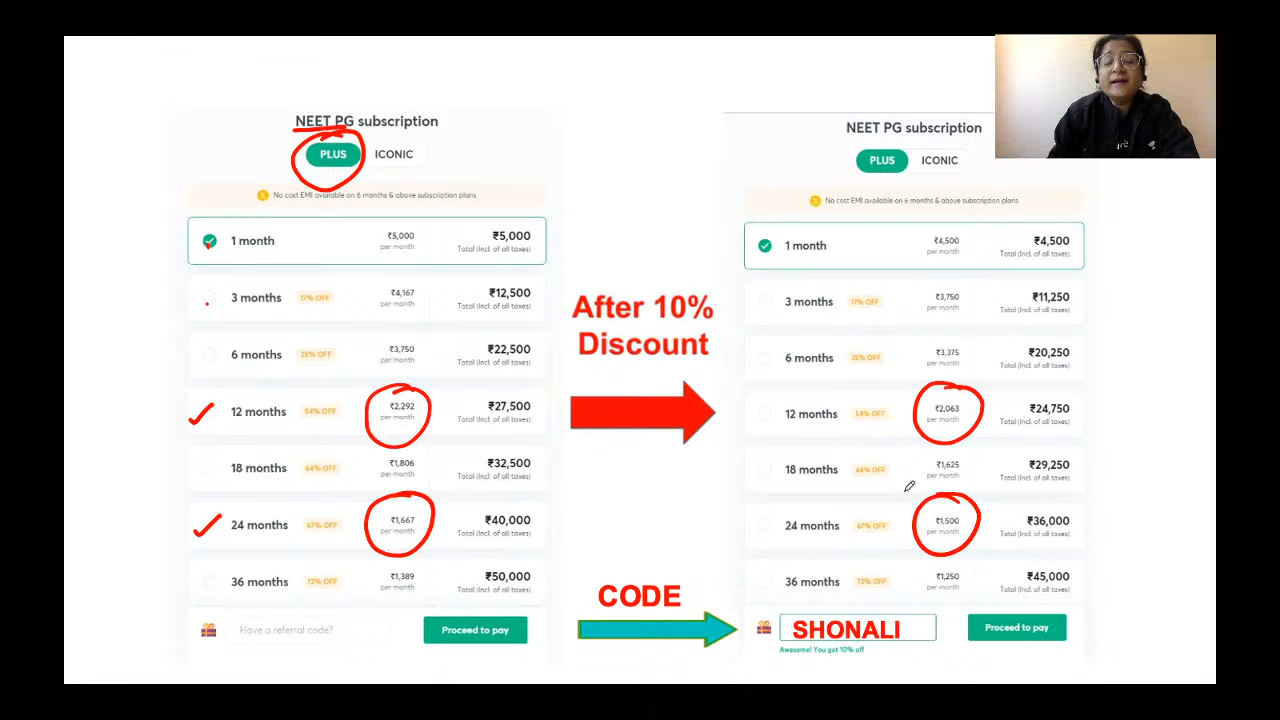 NEET PG subscription
PLUS ICONIC
No cost EMI available on 6 months & above subscription plans
1 month ₹5,000 per month ₹5,000 Total (Incl. of all taxes)
3 months 17% OFF ₹4,167 per month ₹12,500 Total (Incl. of all taxes)
6 months 25% OFF ₹3,750 per month ₹22,500 Total (Incl. of all taxes)
12 months 54% OFF ₹2,292 per month ₹27,500 Total (Incl. of all taxes)
18 months 64% OFF ₹1,806 per month ₹32,500 Total (Incl. of all taxes)
24 months 67% OFF ₹1,667 per month ₹40,000 Total (Incl. of all taxes)
36 months 72% OFF ₹1,389 per month ₹50,000 Total (Incl. of all taxes)
Have a referral code? Proceed to pay
After 10%
Discount
CODE
NEET PG subscription
PLUS ICONIC
No cost EMI available on 6 months & above subscription plans
1 month ₹4,500 per month ₹4,500 Total (Incl. of all taxes)
3 months 17% OFF ₹3,750 per month ₹11,250 Total (Incl. of all taxes)
6 months 25% OFF ₹3,375 per month ₹20,250 Total (Incl. of all taxes)
12 months 54% OFF ₹2,063 per month ₹24,750 Total (Incl. of all taxes)
18 months 64% OFF ₹1,625 per month ₹29,250 Total (Incl. of all taxes)
24 months 67% OFF ₹1,500 per month ₹36,000 Total (Incl. of all taxes)
36 months 72% OFF ₹1,250 per month ₹45,000 Total (Incl. of all taxes)
SHONALI Proceed to pay
Awesome! You got 10% off